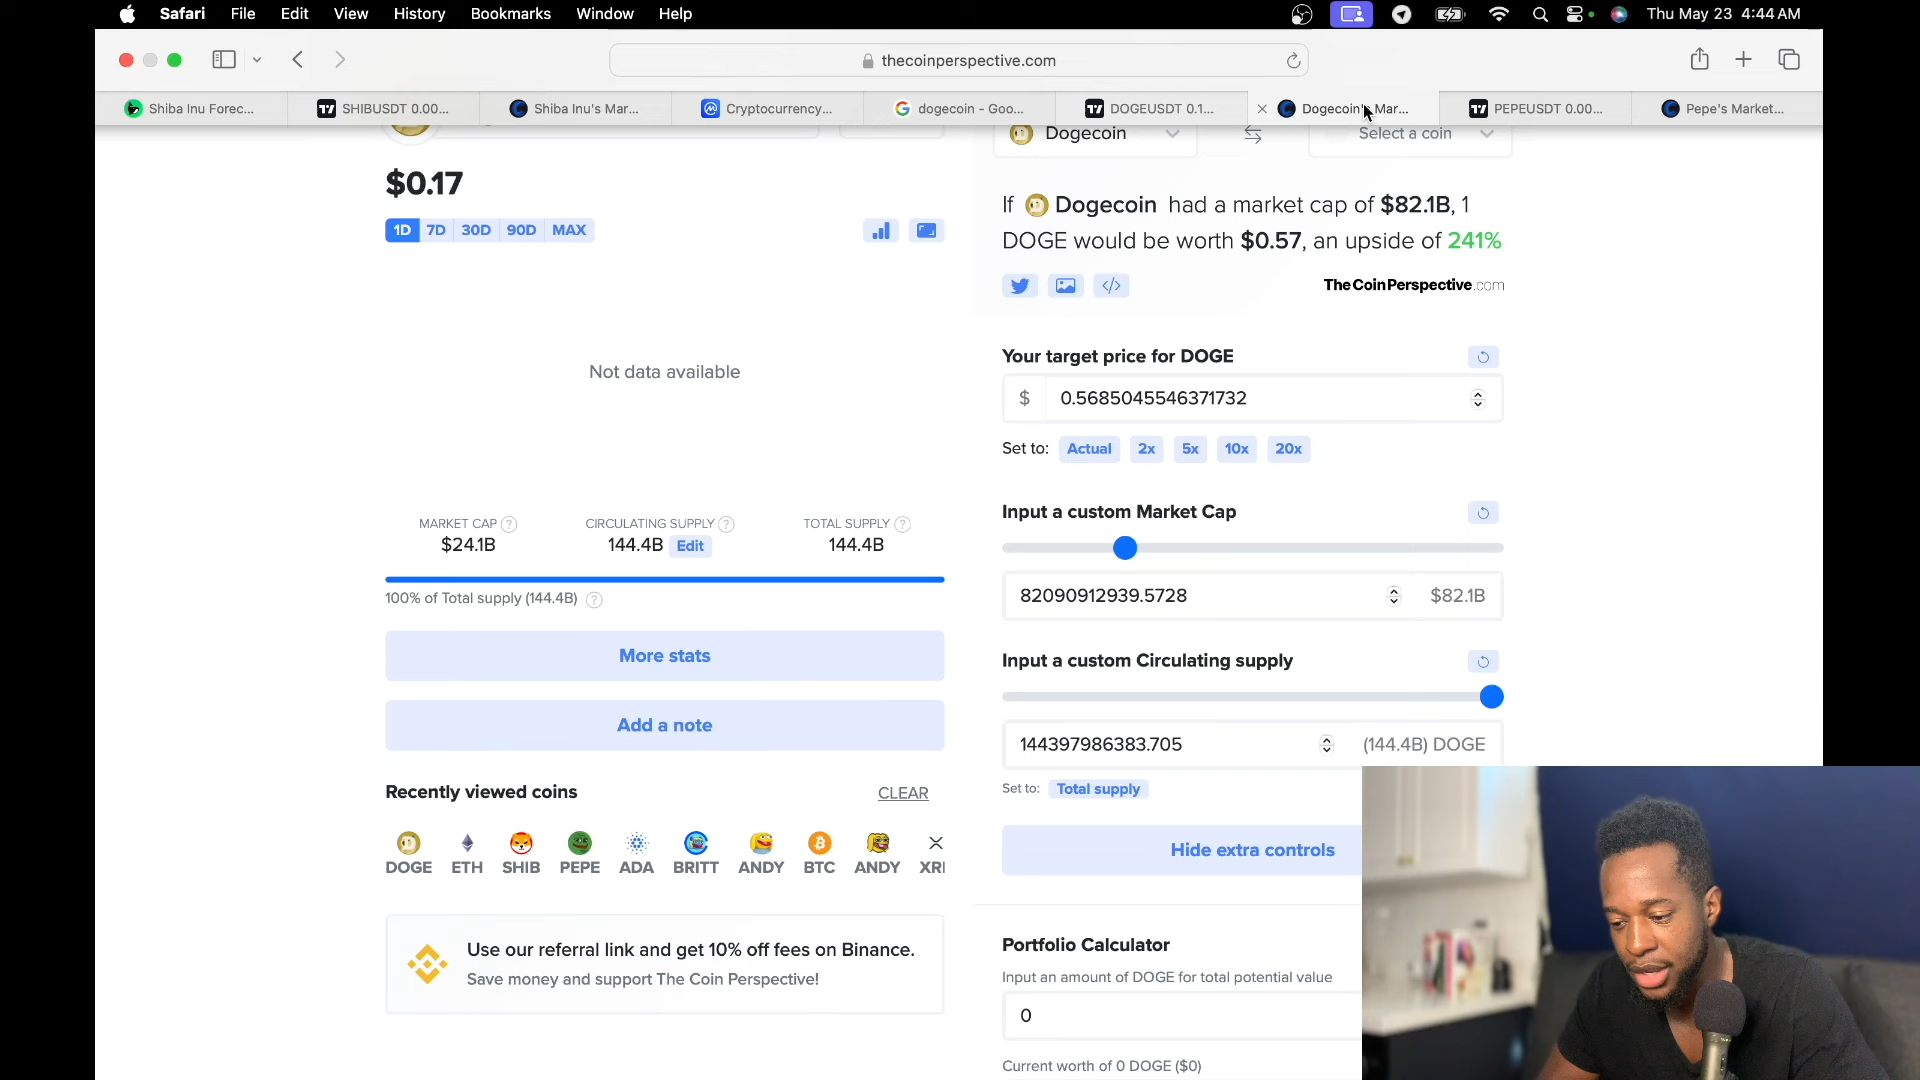 Safari File Edit View History Bookmarks Window Help Thu May 23 4:44 AM
thecoinperspective.com
Shiba Inu Forec... SHIBUSDT 0.00... Shiba Inu's Mar... Cryptocurrency... dogecoin - Goo... DOGEUSDT 0.1... Dogecoin's Mar... PEPEUSDT 0.00... Pepe's Market...
Dogecoin Select a coin
$0.17
1D 7D 30D 90D MAX
If Dogecoin had a market cap of $82.1B, 1
DOGE would be worth $0.57, an upside of 241%
TheCoinPerspective.com
Not data available
Your target price for DOGE
$ 0.5685045546371732
Set to: Actual 2x 5x 10x 20x
MARKET CAP ? CIRCULATING SUPPLY ? TOTAL SUPPLY ?
$24.1B 144.4B Edit 144.4B
100% of Total supply (144.4B) ?
Input a custom Market Cap
82090912939.5728 $82.1B
More stats
Add a note
Input a custom Circulating supply
144397986383.705 (144.4B) DOGE
Set to: Total supply
Hide extra controls
Recently viewed coins CLEAR
DOGE ETH SHIB PEPE ADA BRITT ANDY BTC ANDY XRI
Use our referral link and get 10% off fees on Binance.
Save money and support The Coin Perspective!
Portfolio Calculator
Input an amount of DOGE for total potential value
0
Current worth of 0 DOGE ($0)